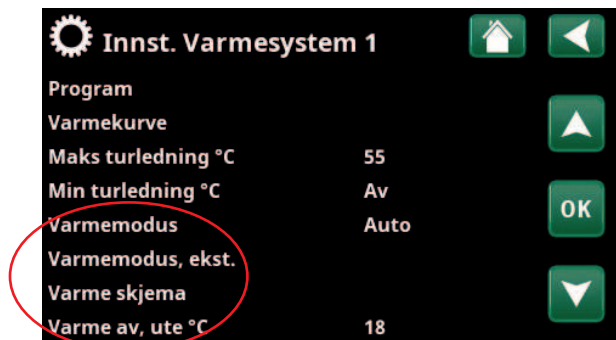 Innst. Varmesystem 1
Program
Varmekurve
Maks turledning °C 55
Min turledning °C Av
Varmemodus Auto
OK
Varmemodus, ekst.
Varme skjema
Varme av, ute °C 18